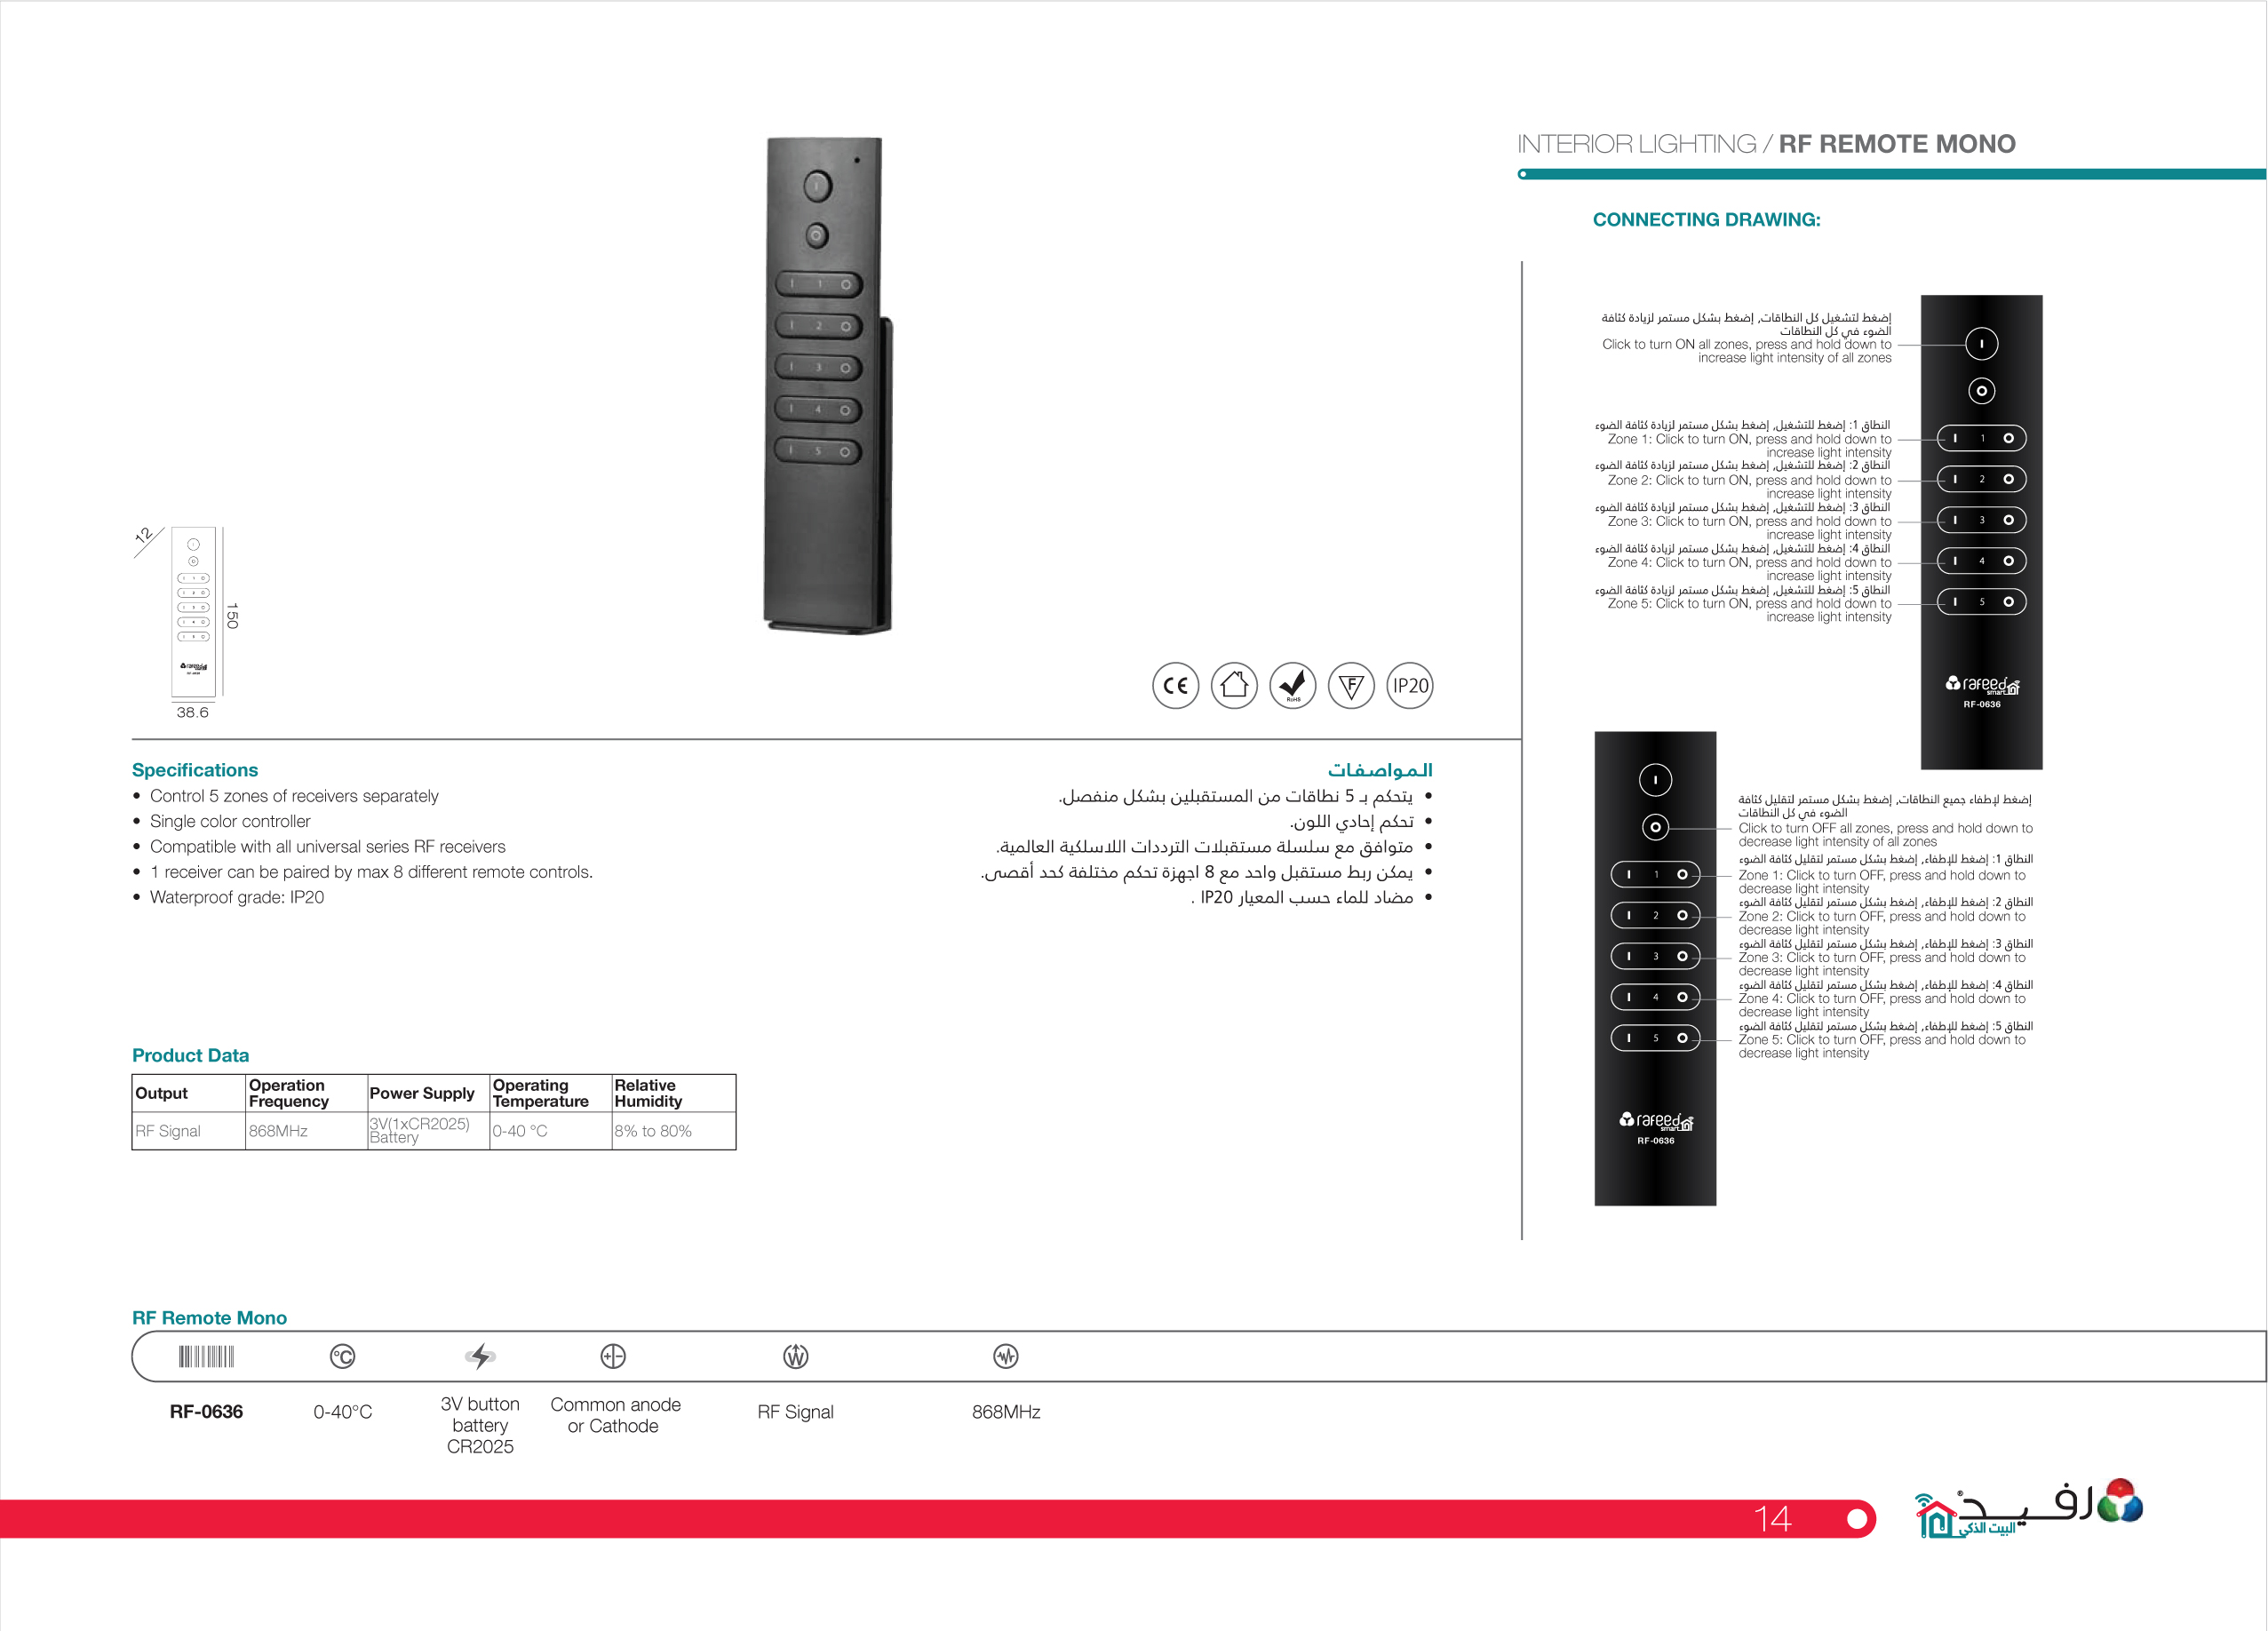 INTERIOR LIGHTING / RF REMOTE MONO
CONNECTING DRAWING:
إضغط لتشغيل كل النطاقات, إضغط بشكل مستمر لزيادة كثافة
الضوء في كل النطاقات
Click to turn ON all zones, press and hold down to
increase light intensity of all zones
النطاق 1: إضغط للتشغيل, إضغط بشكل مستمر لزيادة كثافة الضوء
Zone 1: Click to turn ON, press and hold down to
increase light intensity
النطاق 2: إضغط للتشغيل, إضغط بشكل مستمر لزيادة كثافة الضوء
Zone 2: Click to turn ON, press and hold down to
increase light intensity
النطاق 3: إضغط للتشغيل, إضغط بشكل مستمر لزيادة كثافة الضوء
Zone 3: Click to turn ON, press and hold down to
increase light intensity
النطاق 4: إضغط للتشغيل, إضغط بشكل مستمر لزيادة كثافة الضوء
Zone 4: Click to turn ON, press and hold down to
increase light intensity
النطاق 5: إضغط للتشغيل, إضغط بشكل مستمر لزيادة كثافة الضوء
Zone 5: Click to turn ON, press and hold down to
increase light intensity
I
O
I 1 O
I 2 O
I 3 O
I 4 O
I 5 O
rafeed
smart
RF-0636
I
O
I 1 O
I 2 O
I 3 O
I 4 O
I 5 O
rafeed
smart
RF-0636
إضغط لإطفاء جميع النطاقات, إضغط بشكل مستمر لتقليل كثافة
الضوء في كل النطاقات
Click to turn OFF all zones, press and hold down to
decrease light intensity of all zones
النطاق 1: إضغط للإطفاء, إضغط بشكل مستمر لتقليل كثافة الضوء
Zone 1: Click to turn OFF, press and hold down to
decrease light intensity
النطاق 2: إضغط للإطفاء, إضغط بشكل مستمر لتقليل كثافة الضوء
Zone 2: Click to turn OFF, press and hold down to
decrease light intensity
النطاق 3: إضغط للإطفاء, إضغط بشكل مستمر لتقليل كثافة الضوء
Zone 3: Click to turn OFF, press and hold down to
decrease light intensity
النطاق 4: إضغط للإطفاء, إضغط بشكل مستمر لتقليل كثافة الضوء
Zone 4: Click to turn OFF, press and hold down to
decrease light intensity
النطاق 5: إضغط للإطفاء, إضغط بشكل مستمر لتقليل كثافة الضوء
Zone 5: Click to turn OFF, press and hold down to
decrease light intensity
I
O
I 1 O
I 2 O
I 3 O
I 4 O
I 5 O
12
150
38.6
rafeed
CE
RoHS
F
IP20
Specifications
• Control 5 zones of receivers separately
• Single color controller
• Compatible with all universal series RF receivers
• 1 receiver can be paired by max 8 different remote controls.
• Waterproof grade: IP20
المواصفات
• يتحكم بـ 5 نطاقات من المستقبلين بشكل منفصل.
• تحكم إحادي اللون.
• متوافق مع سلسلة مستقبلات الترددات اللاسلكية العالمية.
• يمكن ربط مستقبل واحد مع 8 اجهزة تحكم مختلفة كحد أقصى.
• مضاد للماء حسب المعيار IP20 .
Product Data
Output
Operation
Frequency
Power Supply
Operating
Temperature
Relative
Humidity
RF Signal
868MHz
3V(1xCR2025)
Battery
0-40 °C
8% to 80%
RF Remote Mono
°C
W
RF-0636
0-40°C
3V button
battery
CR2025
Common anode
or Cathode
RF Signal
868MHz
14
رفيد®
البيت الذكي